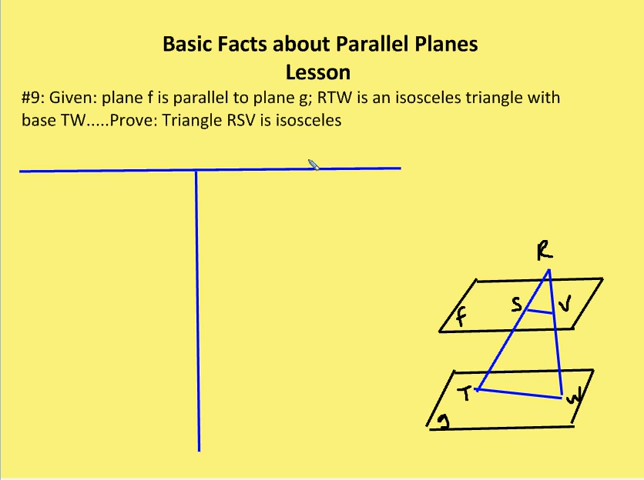 Basic Facts about Parallel Planes
Lesson
#9: Given: plane f is parallel to plane g; RTW is an isosceles triangle with
base TW.....Prove: Triangle RSV is isosceles
R
S V
f
T W
g